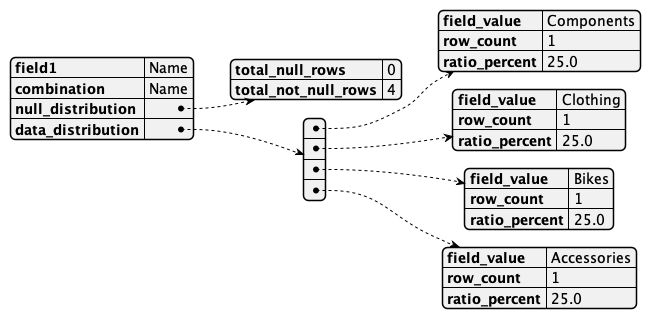 field1 Name
combination Name
null_distribution
data_distribution
total_null_rows 0
total_not_null_rows 4
field_value Components
row_count 1
ratio_percent 25.0
field_value Clothing
row_count 1
ratio_percent 25.0
field_value Bikes
row_count 1
ratio_percent 25.0
field_value Accessories
row_count 1
ratio_percent 25.0